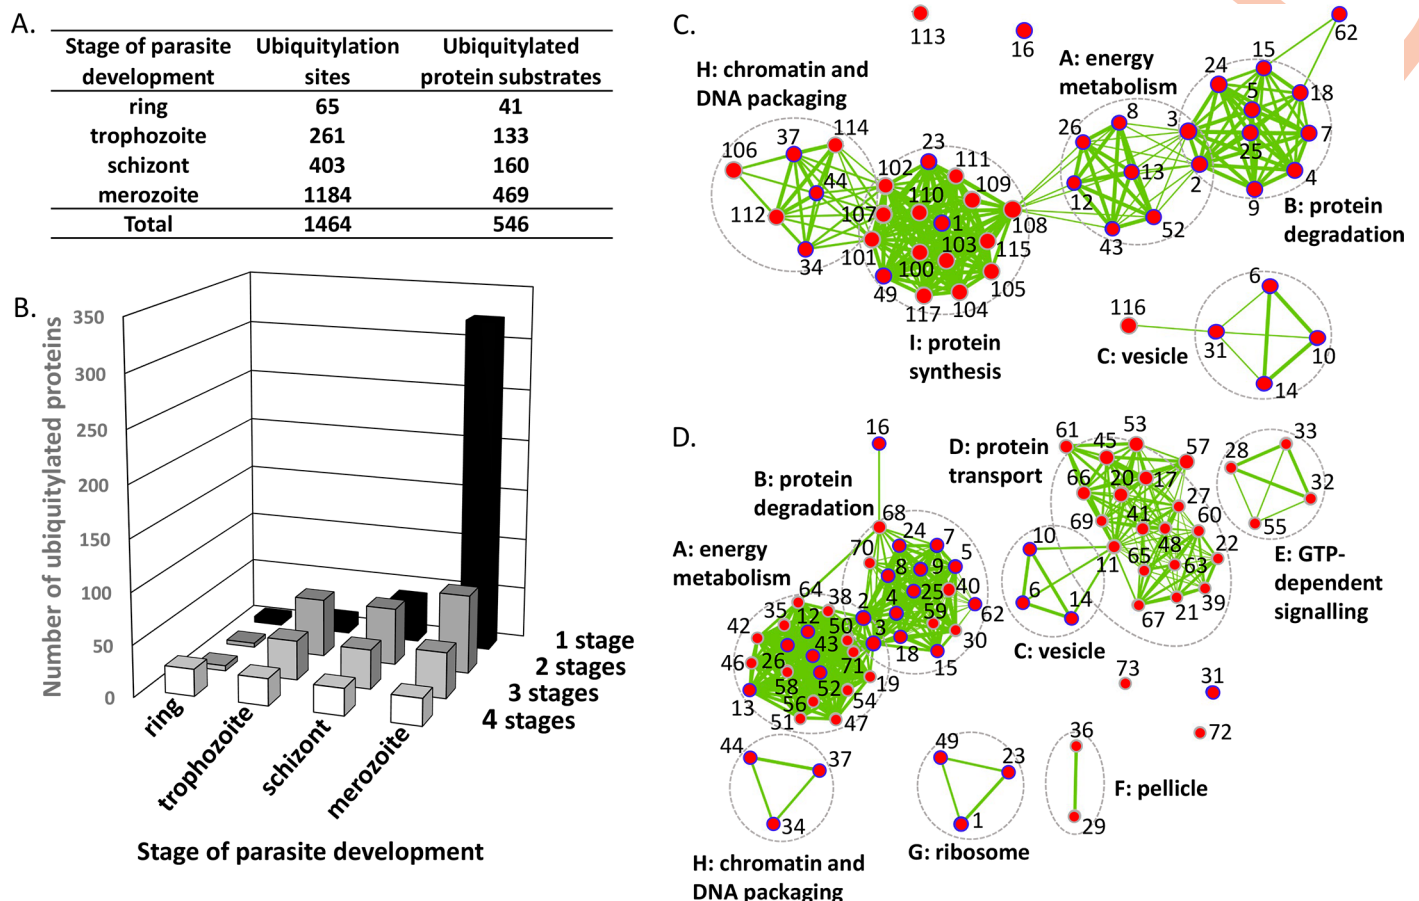 A.
Stage of parasite development Ubiquitylation sites Ubiquitylated protein substrates
ring 65 41
trophozoite 261 133
schizont 403 160
merozoite 1184 469
Total 1464 546
B.
Number of ubiquitylated proteins
350
300
250
200
150
100
50
0
1 stage
2 stages
3 stages
4 stages
ring
trophozoite
schizont
merozoite
Stage of parasite development
C.
113
16
62
H: chromatin and
DNA packaging
A: energy
metabolism
15
24
5
18
3
7
25
2
4
9
8
26
13
12
43
52
B: protein
degradation
106
37
114
44
112
34
102
23
111
110
109
107
1
108
101
103
115
100
49
105
117
104
I: protein
synthesis
116
6
31
10
14
C: vesicle
D.
16
B: protein
degradation
68
24
7
70
5
8
9
40
25
4
62
2
59
3
30
18
15
A: energy
metabolism
64
38
35
12
50
42
43
46
26
71
58
52
19
13
56
54
51
47
D: protein
transport
61
45
53
57
66
20
17
27
69
41
60
48
11
65
63
22
67
21
39
28
33
32
55
E: GTP-
dependent
signalling
10
6
14
C: vesicle
73
31
72
44
37
34
H: chromatin and
DNA packaging
49
23
1
G: ribosome
36
29
F: pellicle